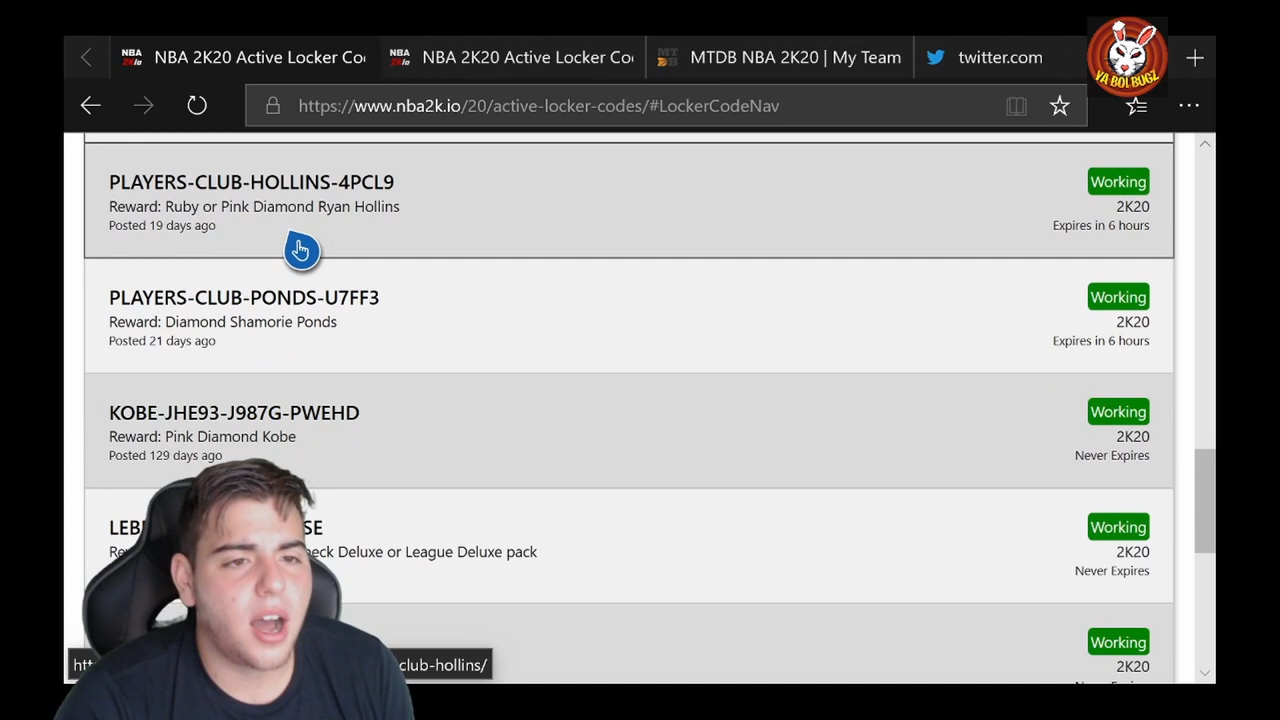 NBA 2K20 Active Locker Co
NBA 2K20 Active Locker Co
MTDB NBA 2K20 | My Team
twitter.com
YA BOI BUGZ
https://www.nba2k.io/20/active-locker-codes/#LockerCodeNav
PLAYERS-CLUB-HOLLINS-4PCL9
Working
Reward: Ruby or Pink Diamond Ryan Hollins
2K20
Posted 19 days ago
Expires in 6 hours
PLAYERS-CLUB-PONDS-U7FF3
Working
Reward: Diamond Shamorie Ponds
2K20
Posted 21 days ago
Expires in 6 hours
KOBE-JHE93-J987G-PWEHD
Working
Reward: Pink Diamond Kobe
2K20
Posted 129 days ago
Never Expires
Working
Deluxe or League Deluxe pack
2K20
Never Expires
Working
2K20
club-hollins/